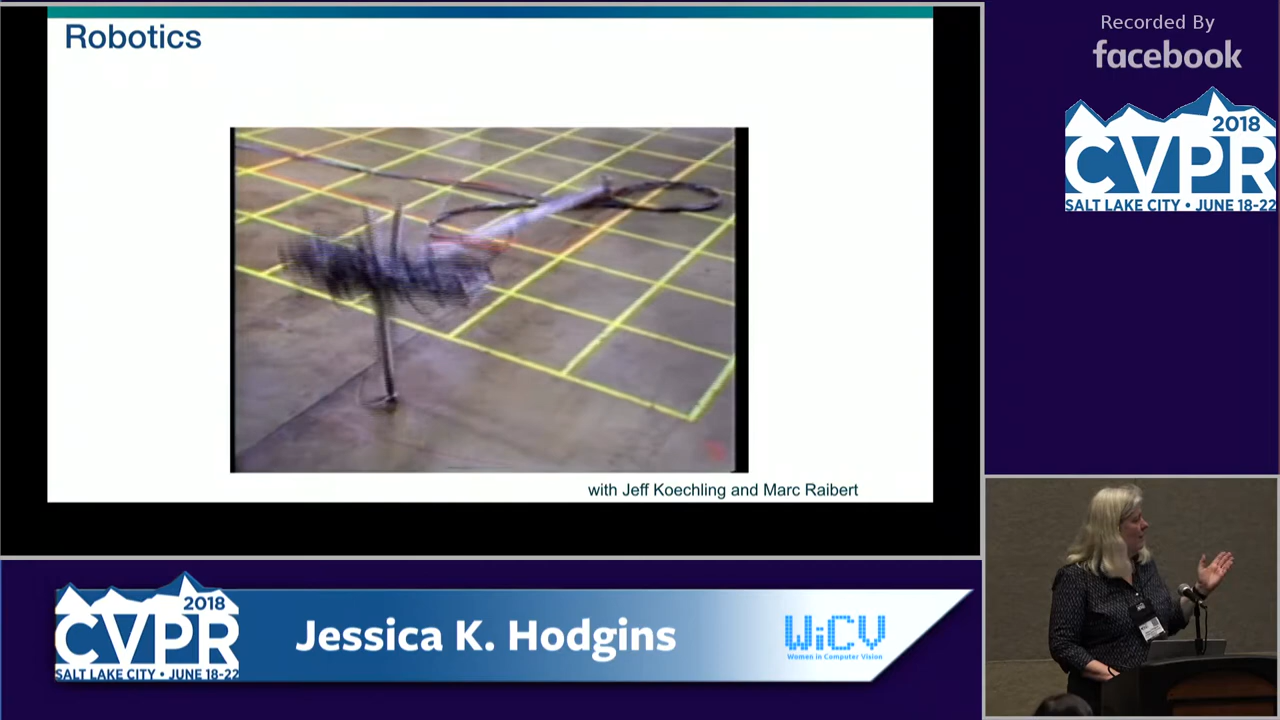 Robotics
with Jeff Koechling and Marc Raibert
Recorded By
facebook
2018
CVPR
SALT LAKE CITY • JUNE 18-22
2018
CVPR
SALT LAKE CITY • JUNE 18-22
Jessica K. Hodgins
WiCV
Women in Computer Vision